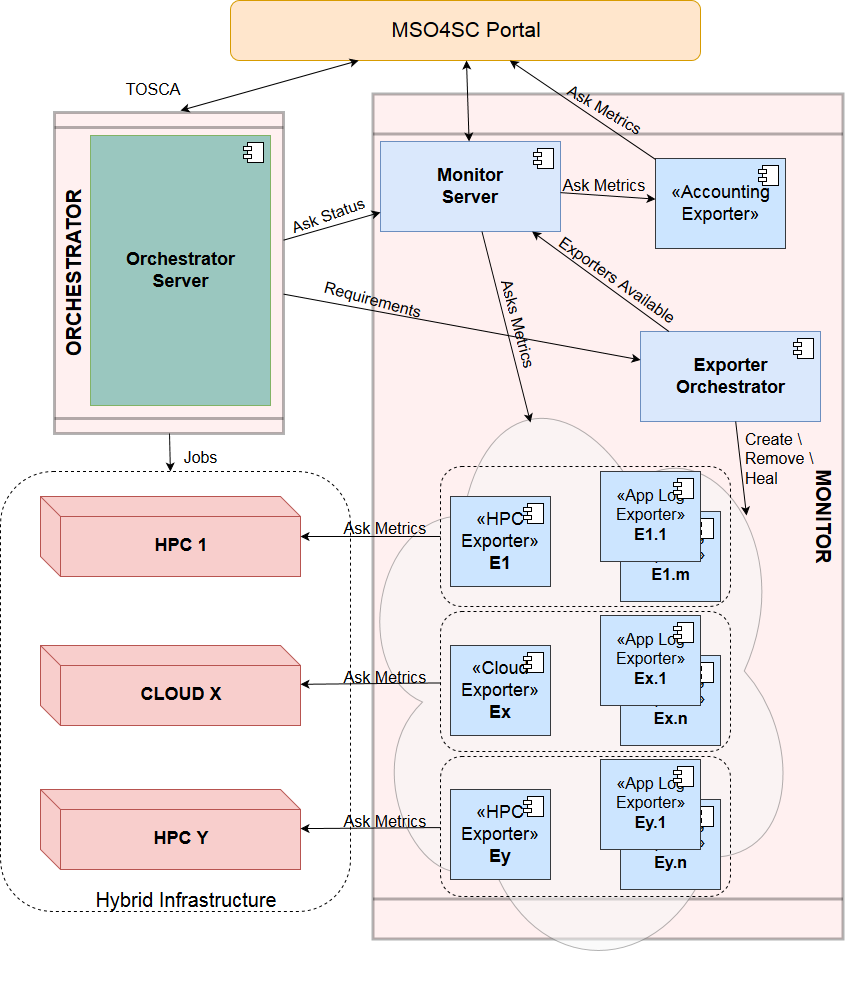 MSO4SC Portal
TOSCA
Ask Metrics
ORCHESTRATOR
Orchestrator
Server
Monitor
Server
Ask Metrics
«Accounting
Exporter»
Ask Status
Exporters Available
Requirements
Asks Metrics
Exporter
Orchestrator
Jobs
Create \
Remove \
Heal
MONITOR
HPC 1
Ask Metrics
«HPC
Exporter»
E1
«App Log
Exporter»
E1.1
E1.m
CLOUD X
Ask Metrics
«Cloud
Exporter»
Ex
«App Log
Exporter»
Ex.1
Ex.n
HPC Y
Ask Metrics
«HPC
Exporter»
Ey
«App Log
Exporter»
Ey.1
Ey.n
Hybrid Infrastructure